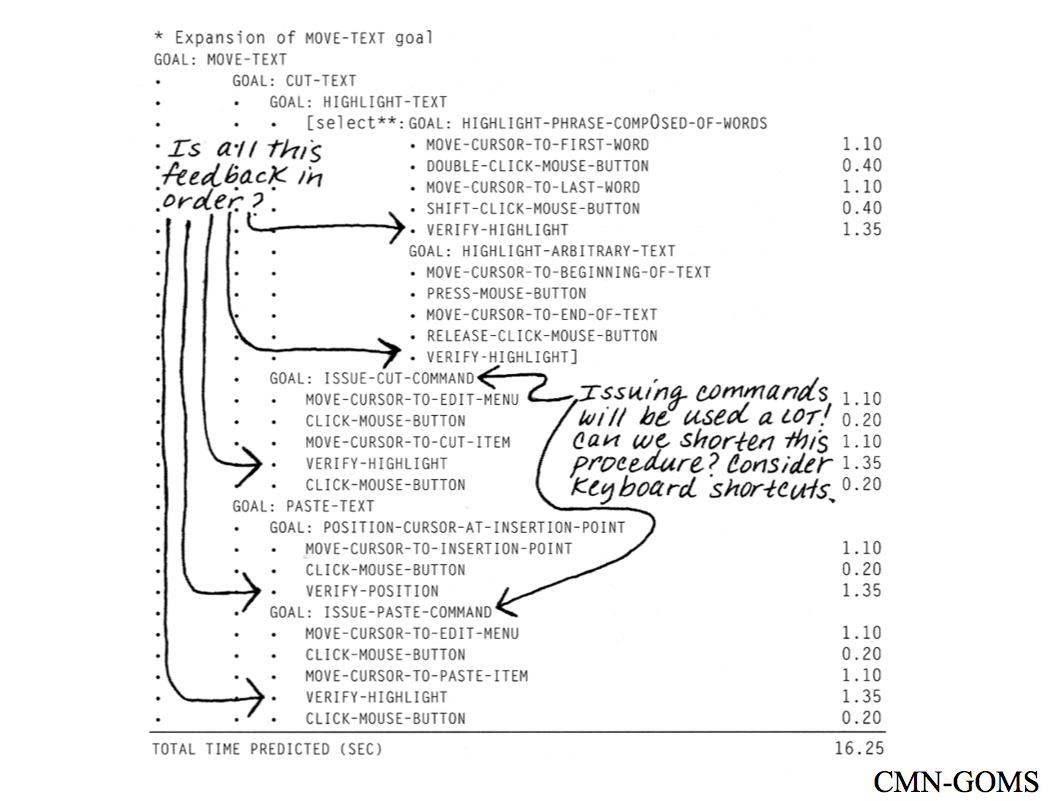 * Expansion of MOVE-TEXT goal
GOAL: MOVE-TEXT
• GOAL: CUT-TEXT
• • GOAL: HIGHLIGHT-TEXT
• • • [select**: GOAL: HIGHLIGHT-PHRASE-COMPOSED-OF-WORDS
• MOVE-CURSOR-TO-FIRST-WORD 1.10
• DOUBLE-CLICK-MOUSE-BUTTON 0.40
• MOVE-CURSOR-TO-LAST-WORD 1.10
• SHIFT-CLICK-MOUSE-BUTTON 0.40
• VERIFY-HIGHLIGHT 1.35
Is all this
feedback in
order?
GOAL: HIGHLIGHT-ARBITRARY-TEXT
• MOVE-CURSOR-TO-BEGINNING-OF-TEXT
• PRESS-MOUSE-BUTTON
• MOVE-CURSOR-TO-END-OF-TEXT
• RELEASE-CLICK-MOUSE-BUTTON
• VERIFY-HIGHLIGHT]
• • GOAL: ISSUE-CUT-COMMAND
• • • MOVE-CURSOR-TO-EDIT-MENU 1.10
• • • CLICK-MOUSE-BUTTON 0.20
• • • MOVE-CURSOR-TO-CUT-ITEM 1.10
• • • VERIFY-HIGHLIGHT 1.35
• • • CLICK-MOUSE-BUTTON 0.20
Issuing commands
will be used a LOT!
Can we shorten this
procedure? Consider
Keyboard shortcuts.
• GOAL: PASTE-TEXT
• • GOAL: POSITION-CURSOR-AT-INSERTION-POINT
• • • MOVE-CURSOR-TO-INSERTION-POINT 1.10
• • • CLICK-MOUSE-BUTTON 0.20
• • • VERIFY-POSITION 1.35
• • GOAL: ISSUE-PASTE-COMMAND
• • • MOVE-CURSOR-TO-EDIT-MENU 1.10
• • • CLICK-MOUSE-BUTTON 0.20
• • • MOVE-CURSOR-TO-PASTE-ITEM 1.10
• • • VERIFY-HIGHLIGHT 1.35
• • • CLICK-MOUSE-BUTTON 0.20
TOTAL TIME PREDICTED (SEC) 16.25
CMN-GOMS